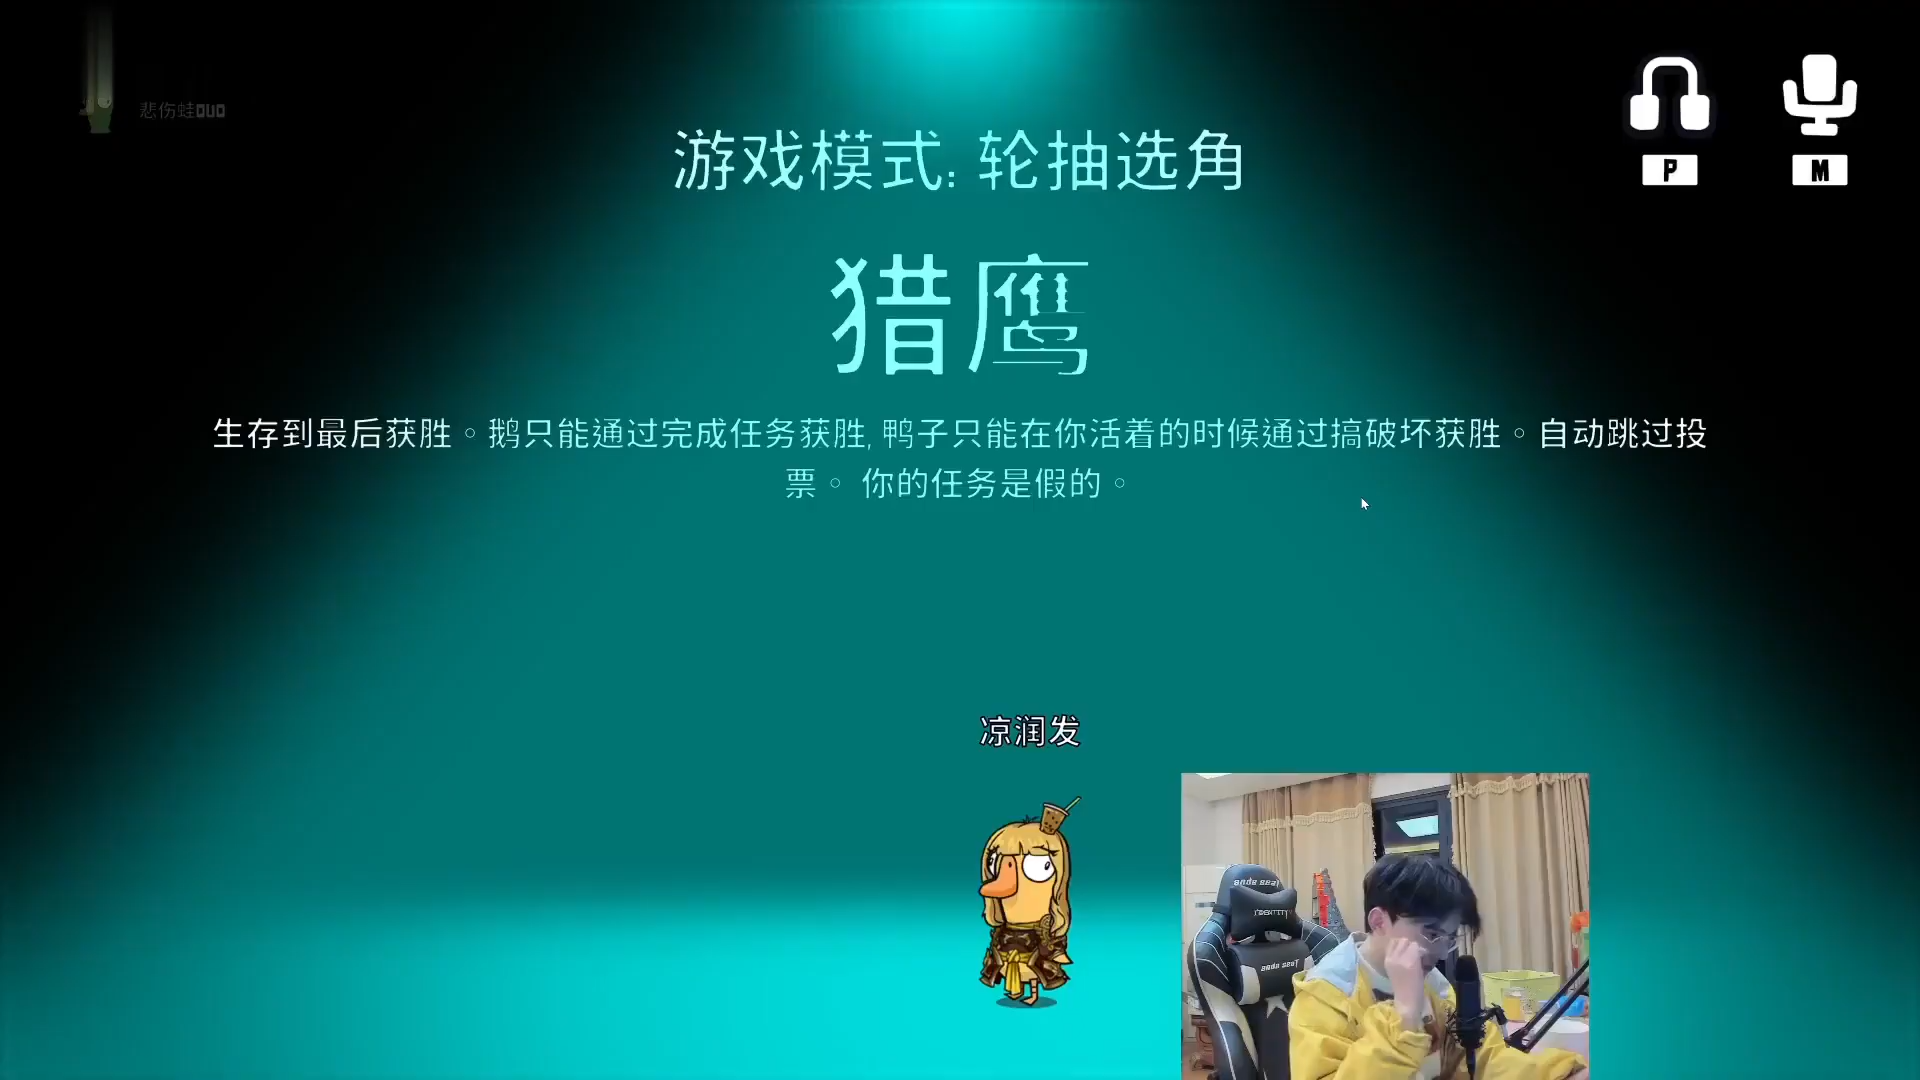 悲伤蛙DUO
游戏模式: 轮抽选角
P
M
猎鹰
生存到最后获胜。鹅只能通过完成任务获胜, 鸭子只能在你活着的时候通过搞破坏获胜。自动跳过投
票。 你的任务是假的。
凉润发